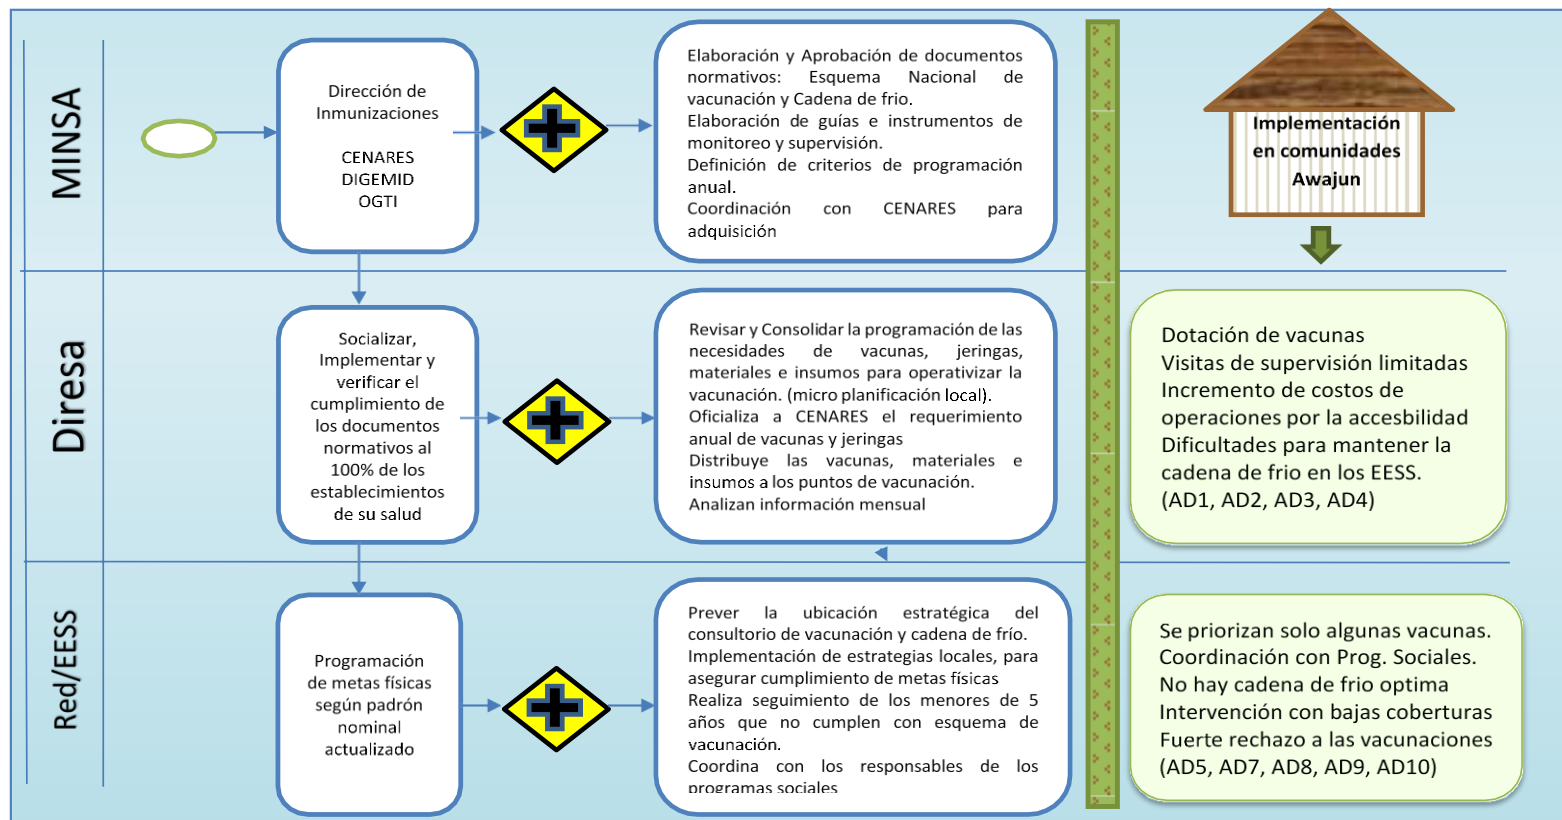 MINSA
Dirección de
Inmunizaciones
CENARES
DIGEMID
OGTI
Elaboración y Aprobación de documentos
normativos: Esquema Nacional de
vacunación y Cadena de frio.
Elaboración de guías e instrumentos de
monitoreo y supervisión.
Definición de criterios de programación
anual.
Coordinación con CENARES para
adquisición
Implementación
en comunidades
Awajun
Diresa
Socializar,
Implementar y
verificar el
cumplimiento de
los documentos
normativos al
100% de los
establecimientos
de su salud
Revisar y Consolidar la programación de las
necesidades de vacunas, jeringas,
materiales e insumos para operativizar la
vacunación. (micro planificación local).
Oficializa a CENARES el requerimiento
anual de vacunas y jeringas
Distribuye las vacunas, materiales e
insumos a los puntos de vacunación.
Analizan información mensual
Dotación de vacunas
Visitas de supervisión limitadas
Incremento de costos de
operaciones por la accesbilidad
Dificultades para mantener la
cadena de frio en los EESS.
(AD1, AD2, AD3, AD4)
Red/EESS
Programación
de metas físicas
según padrón
nominal
actualizado
Prever la ubicación estratégica del
consultorio de vacunación y cadena de frío.
Implementación de estrategias locales, para
asegurar cumplimiento de metas físicas
Realiza seguimiento de los menores de 5
años que no cumplen con esquema de
vacunación.
Coordina con los responsables de los
programas sociales
Se priorizan solo algunas vacunas.
Coordinación con Prog. Sociales.
No hay cadena de frio optima
Intervención con bajas coberturas
Fuerte rechazo a las vacunaciones
(AD5, AD7, AD8, AD9, AD10)